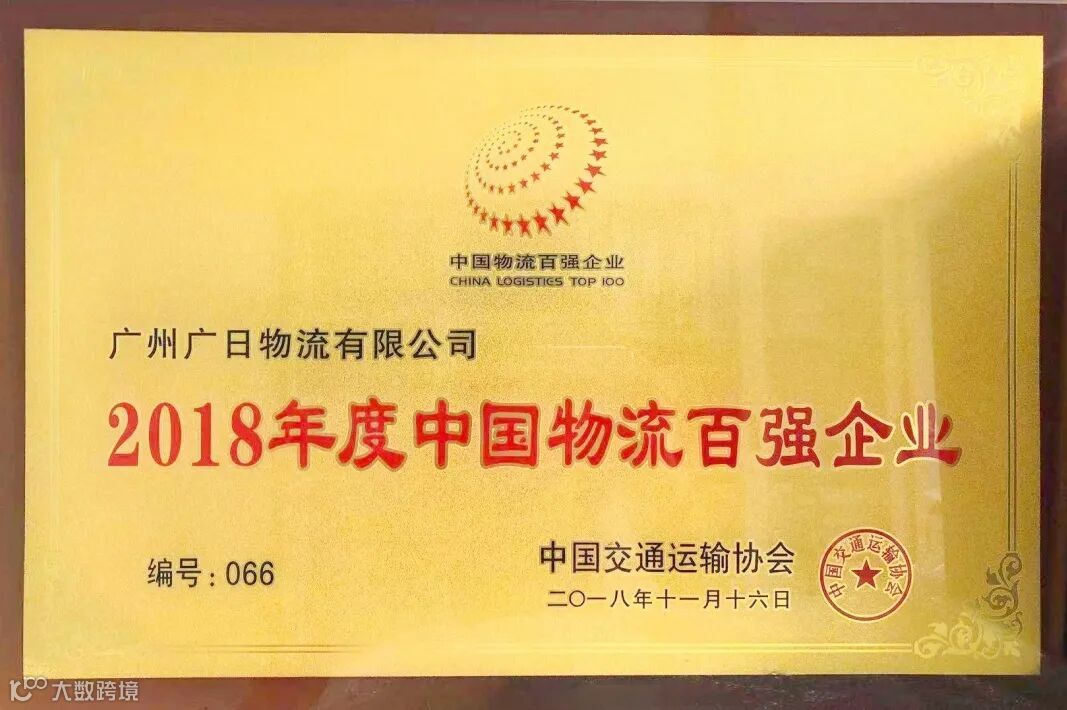 中国物流百强企业
CHINA LOGISTICS TOP 100
广州广日物流有限公司
2018年度中国物流百强企业
编号:066
中国交通运输协会
二〇一八年十一月十六日
中国交通运输协会
大数跨境